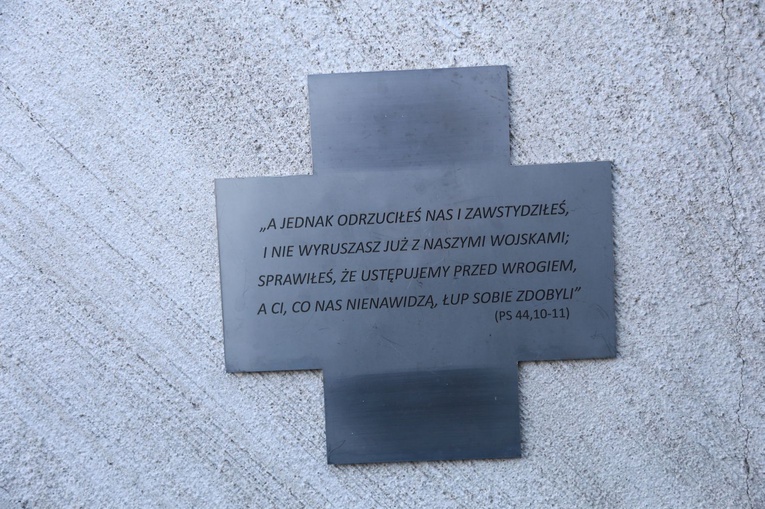 „A JEDNAK ODRZUCIŁEŚ NAS I ZAWSTYDZIŁEŚ,
I NIE WYRUSZASZ JUŻ Z NASZYMI WOJSKAMI;
SPRAWIŁEŚ, ŻE USTĘPUJEMY PRZED WROGIEM,
A CI, CO NAS NIENAWIDZĄ, ŁUP SOBIE ZDOBYLI”
(PS 44,10-11)